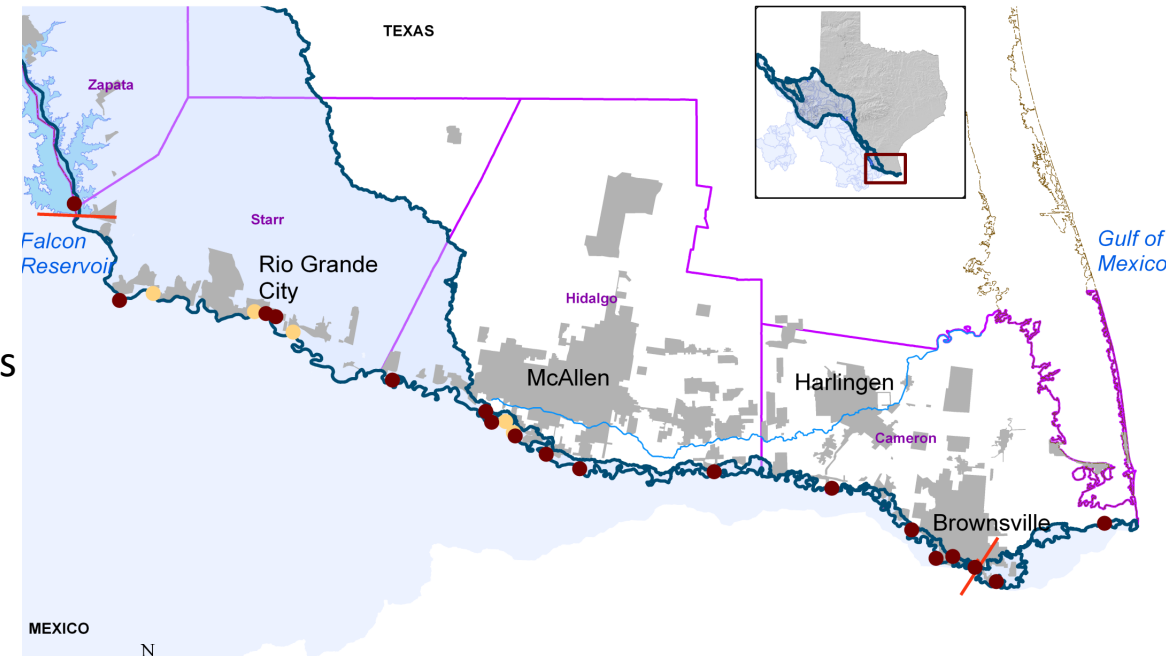 TEXAS
Zapata
Starr
Falcon
Reservoir
Rio Grande
City
Gulf of
Mexico
Hidalgo
McAllen
Harlingen
Cameron
s
Brownsville
MEXICO
N